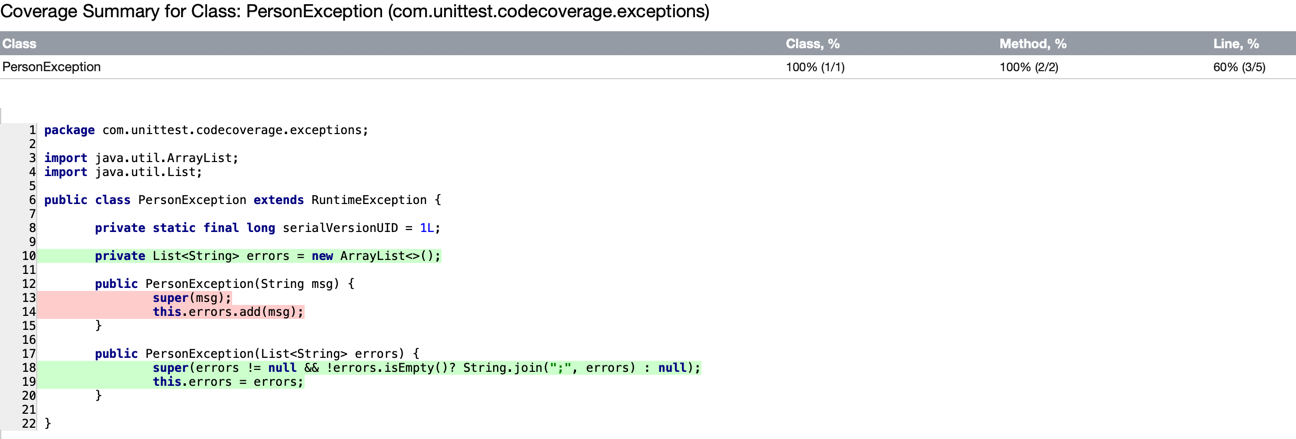 Coverage Summary for Class: PersonException (com.unittest.codecoverage.exceptions)
Class Class, % Method, % Line, %
PersonException 100% (1/1) 100% (2/2) 60% (3/5)
1 package com.unittest.codecoverage.exceptions;
2
3 import java.util.ArrayList;
4 import java.util.List;
5
6 public class PersonException extends RuntimeException {
7
8 private static final long serialVersionUID = 1L;
9
10 private List<String> errors = new ArrayList<>();
11
12 public PersonException(String msg) {
13 super(msg);
14 this.errors.add(msg);
15 }
16
17 public PersonException(List<String> errors) {
18 super(errors != null && !errors.isEmpty()? String.join(";", errors) : null);
19 this.errors = errors;
20 }
21
22 }